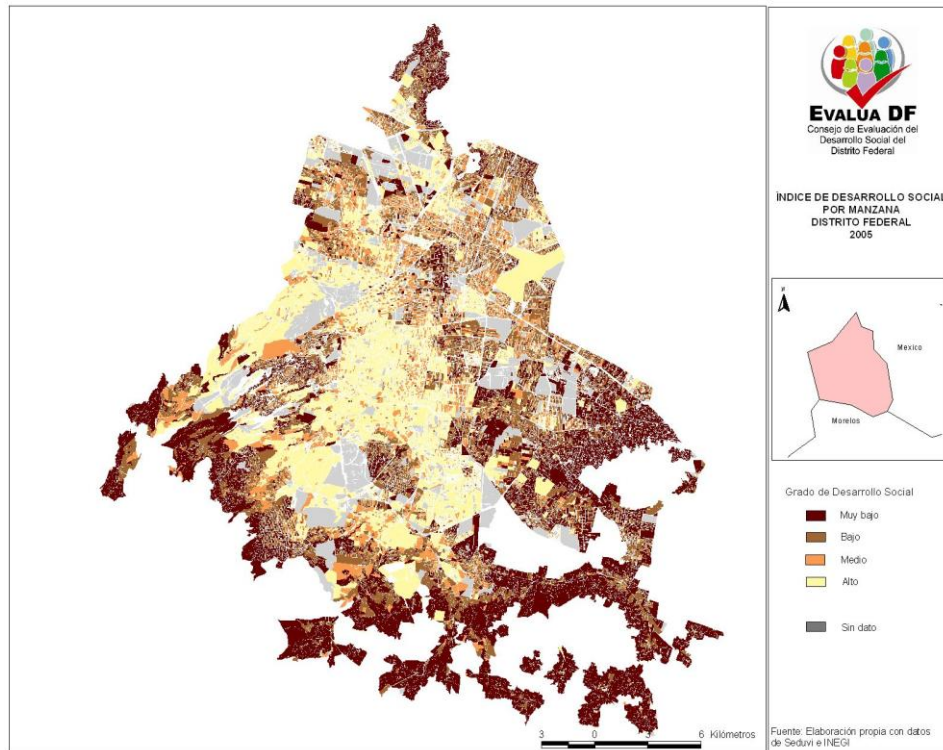 EVALUA DF
Consejo de Evaluación del
Desarrollo Social del
Distrito Federal
ÍNDICE DE DESARROLLO SOCIAL
POR MANZANA
DISTRITO FEDERAL
2005
N
Mexico
Morelos
Grado de Desarrollo Social
Muy bajo
Bajo
Medio
Alto
Sin dato
3 0 3 6 Kilómetros
Fuente: Elaboración propia con datos
de Seduvi e INEGI